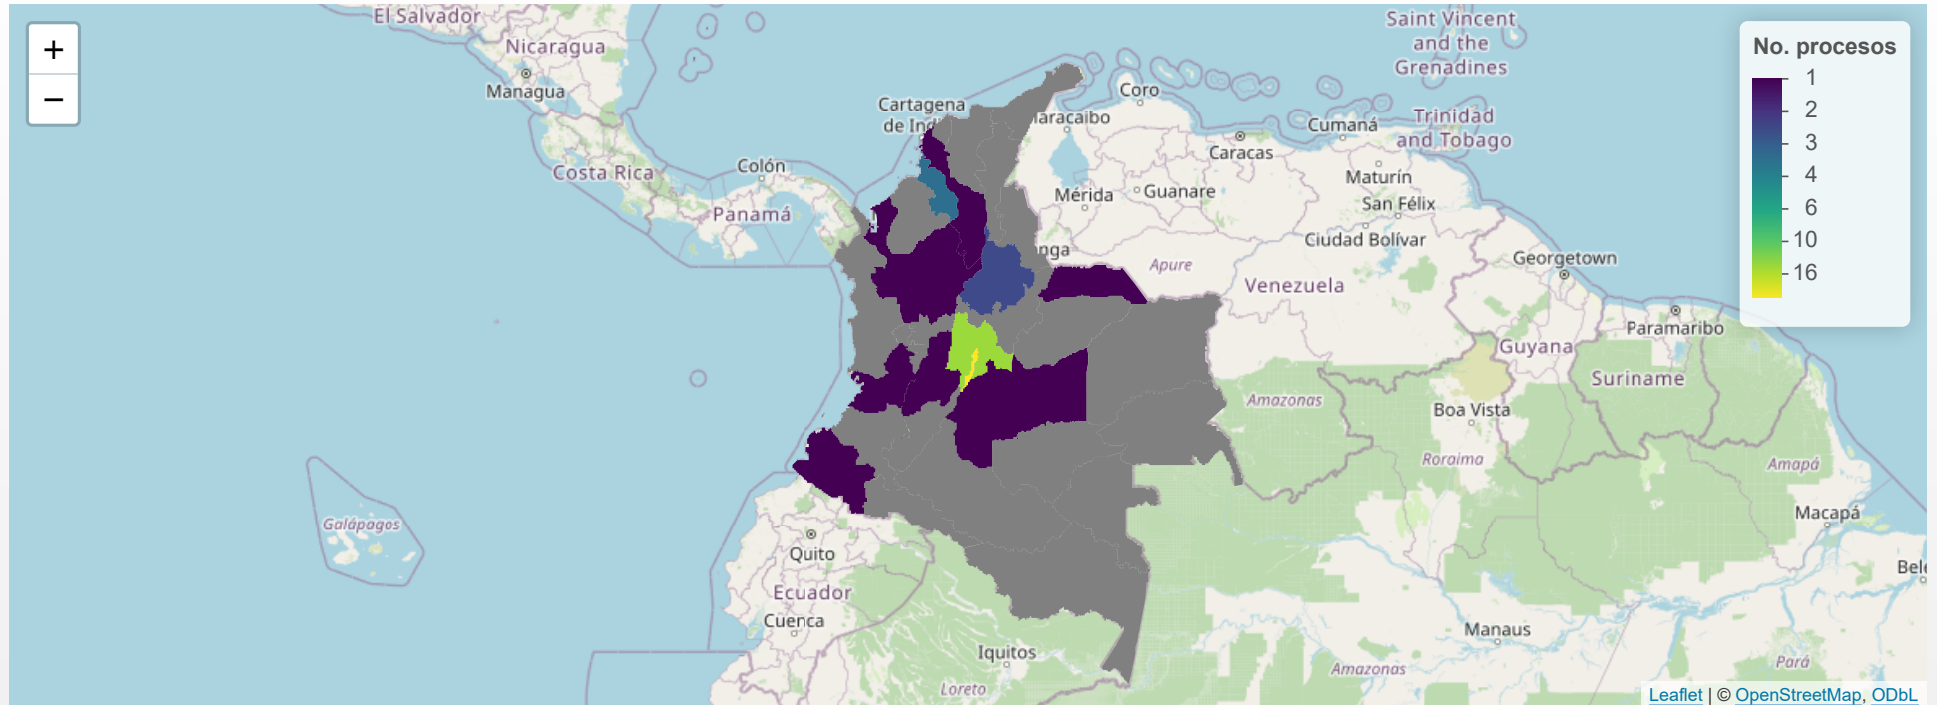 +
−
No. procesos
1
2
3
4
6
10
16
El Salvador
Nicaragua
Managua
Costa Rica
Colón
Panamá
Cartagena
de Ind
aracaibo
Coro
Caracas
Cumaná
Saint Vincent
and the
Grenadines
Trinidad
and Tobago
Mérida
Guanare
Maturín
San Félix
Ciudad Bolívar
nga
Apure
Venezuela
Georgetown
Paramaribo
Guyana
Suriname
Amazonas
Boa Vista
Roraima
Amapá
Macapá
Galápagos
Quito
Ecuador
Cuenca
Iquitos
Loreto
Manaus
Amazonas
Pará
Bele
Leaflet | © OpenStreetMap, ODbL